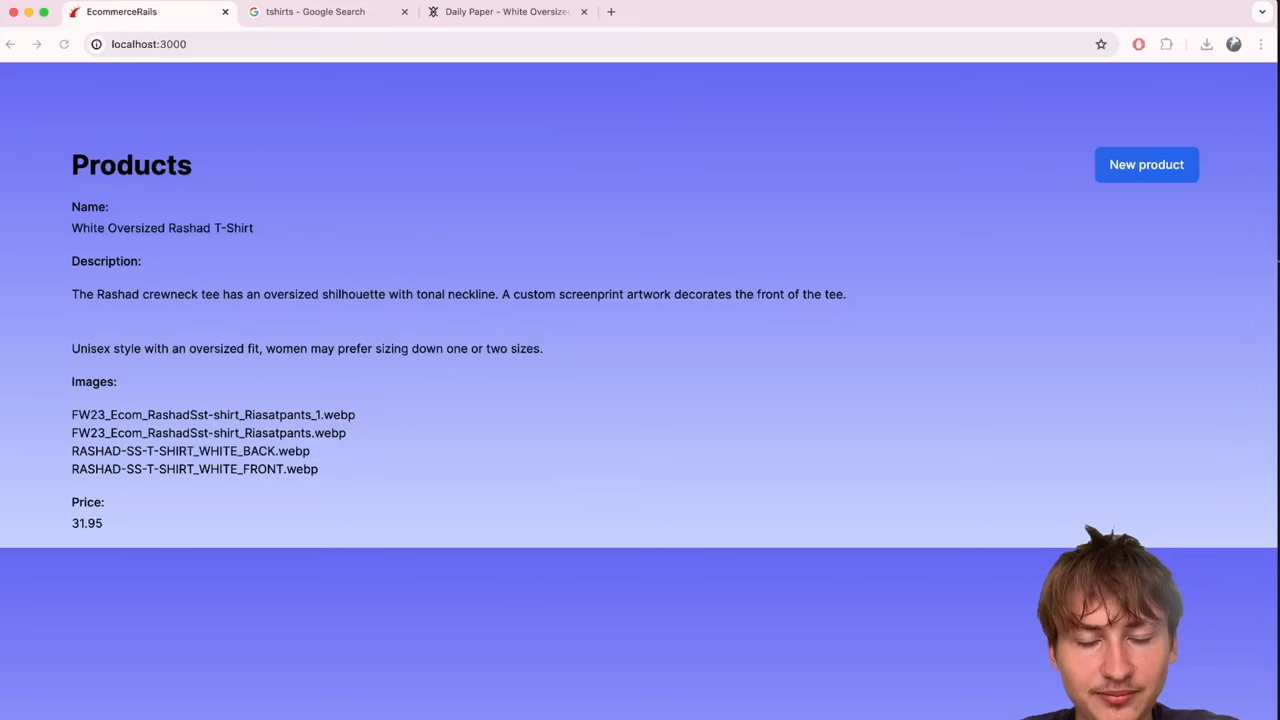 EcommerceRails
tshirts - Google Search
Daily Paper - White Oversized
localhost:3000
Products
New product
Name:
White Oversized Rashad T-Shirt
Description:
The Rashad crewneck tee has an oversized shilhouette with tonal neckline. A custom screenprint artwork decorates the front of the tee.
Unisex style with an oversized fit, women may prefer sizing down one or two sizes.
Images:
FW23_Ecom_RashadSst-shirt_Riasatpants_1.webp
FW23_Ecom_RashadSst-shirt_Riasatpants.webp
RASHAD-SS-T-SHIRT_WHITE_BACK.webp
RASHAD-SS-T-SHIRT_WHITE_FRONT.webp
Price:
31.95